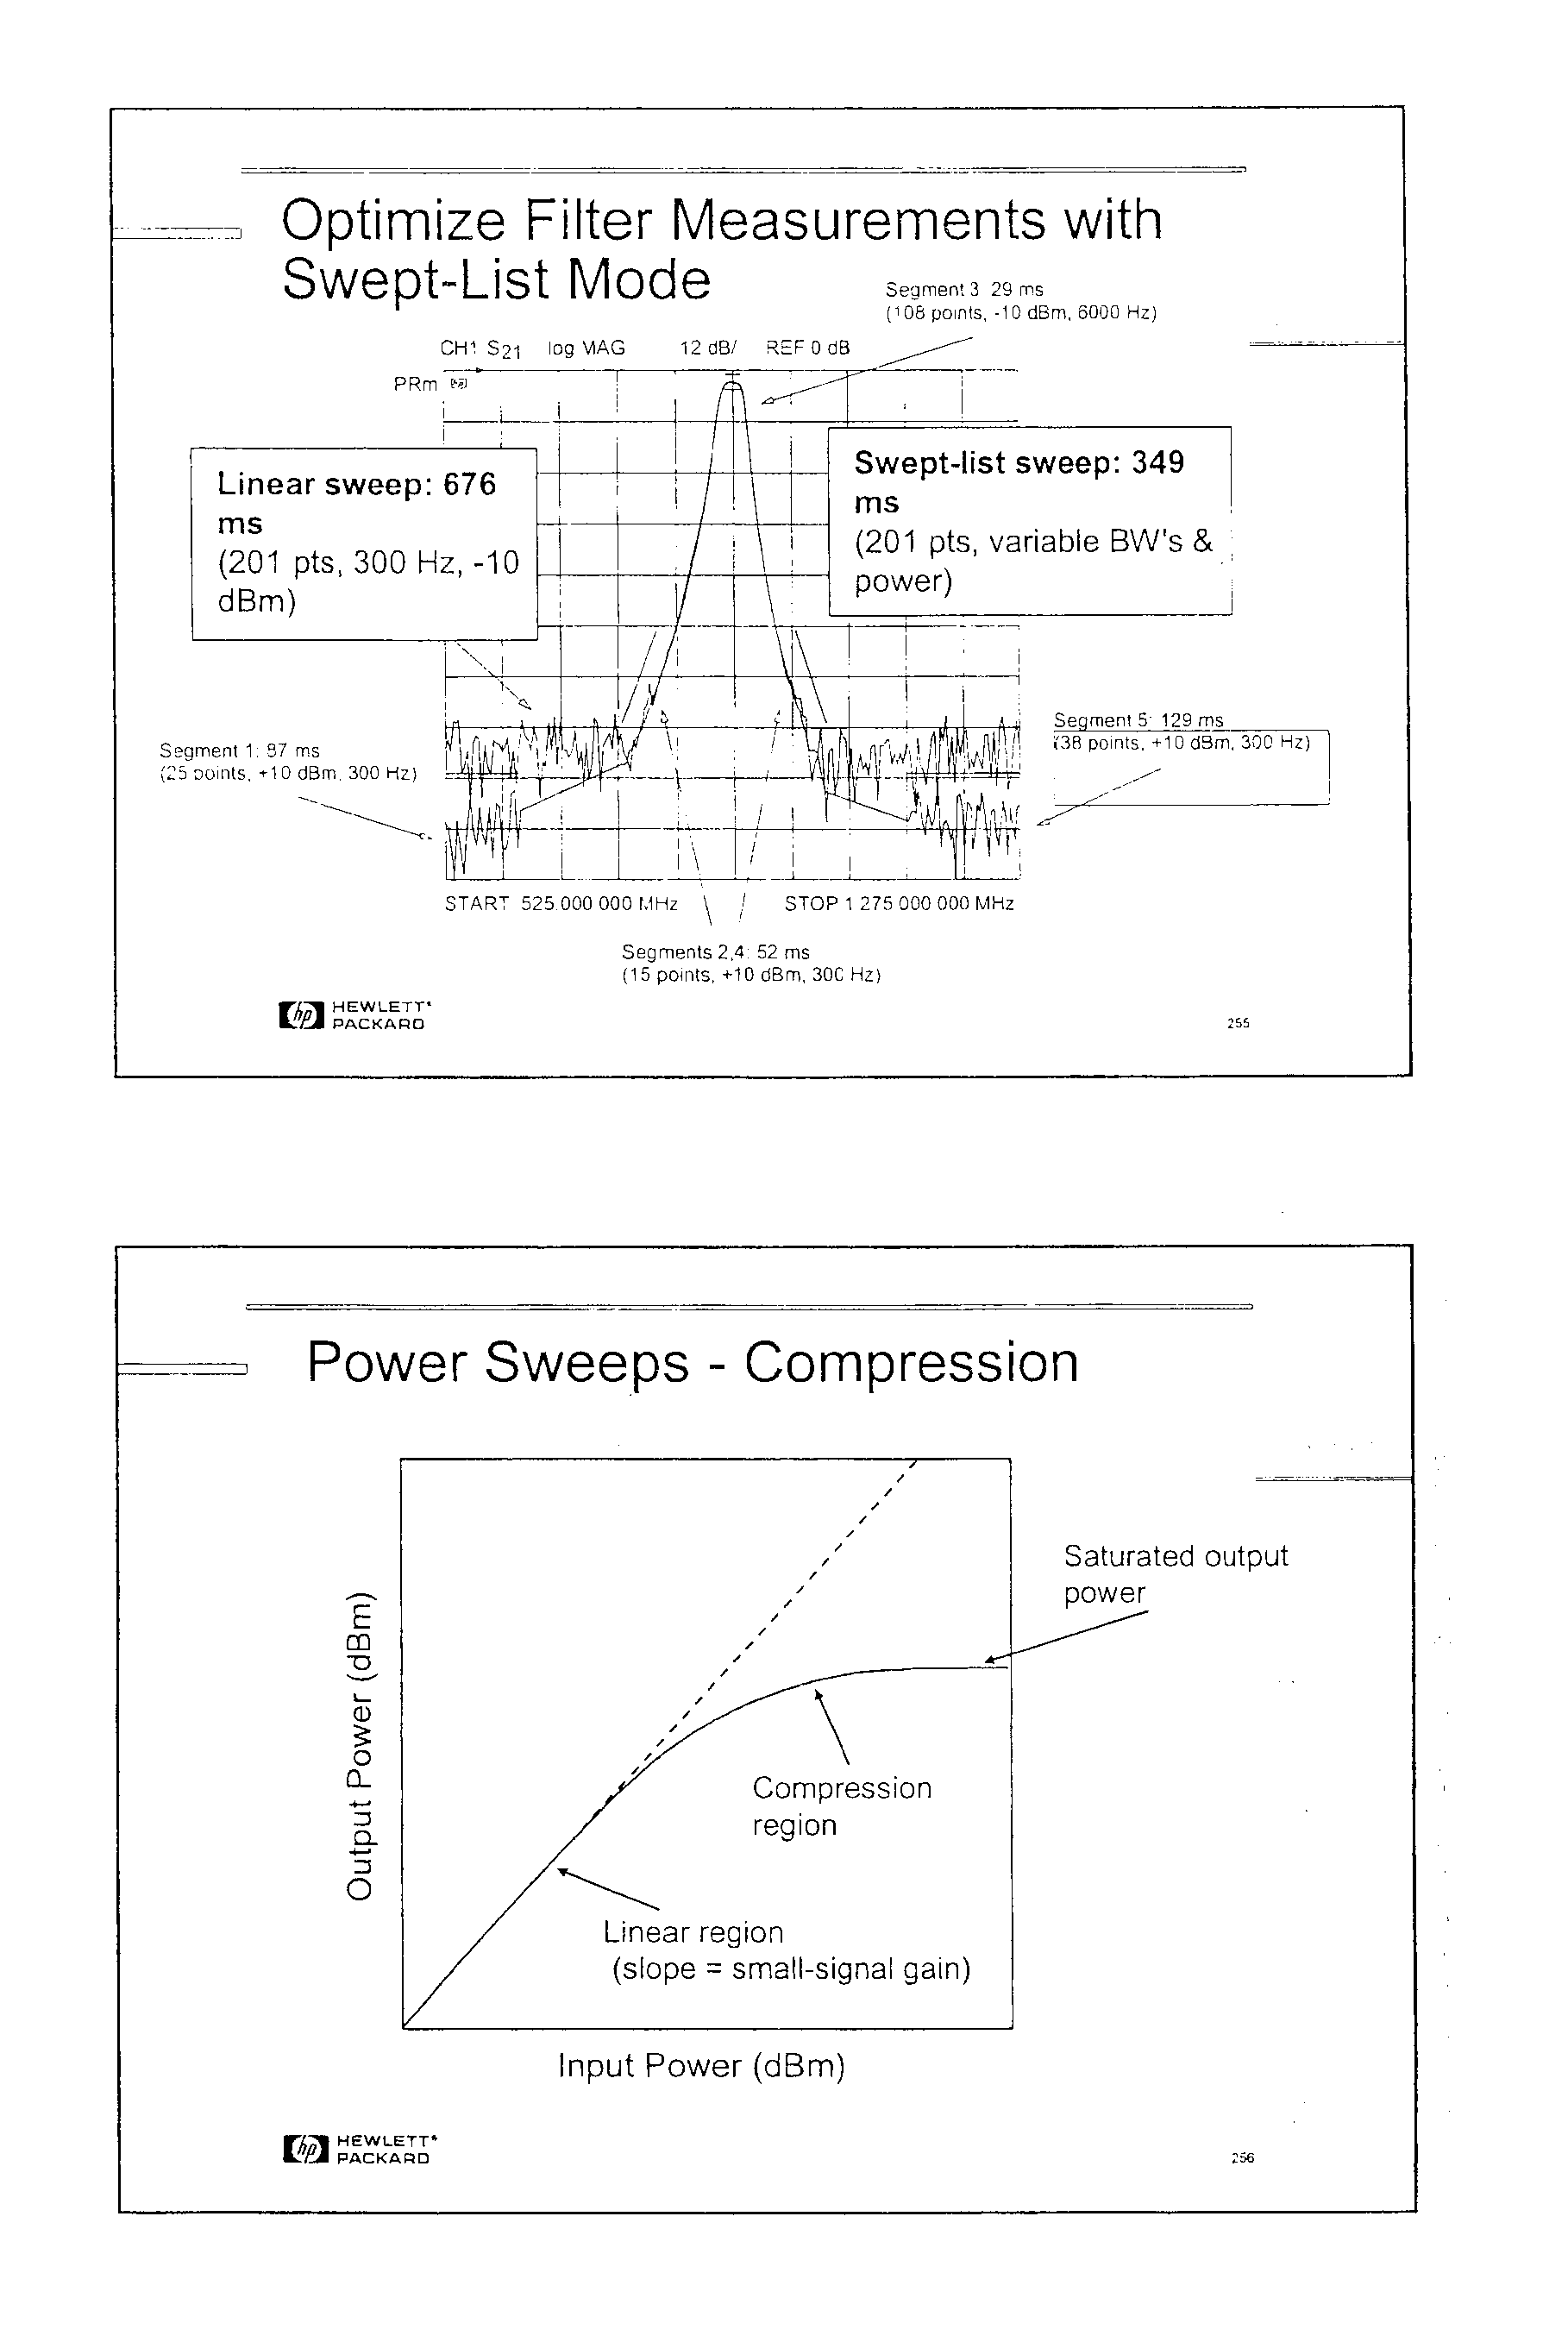 Optimize Filter Measurements with
Swept-List Mode
Segment 3 29 ms
(108 points, -10 dBm, 6000 Hz)
CH1 S21 log MAG 12 dB/ REF 0 dB
PRm
Linear sweep: 676
ms
(201 pts, 300 Hz, -10
dBm)
Swept-list sweep: 349
ms
(201 pts, variable BW's &
power)
Segment 1: 87 ms
(25 points, +10 dBm, 300 Hz)
Segment 5: 129 ms
(38 points, +10 dBm, 300 Hz)
START 525.000 000 MHz
STOP 1 275 000 000 MHz
Segments 2,4: 52 ms
(15 points, +10 dBm, 300 Hz)
hp HEWLETT
PACKARD
255
Power Sweeps - Compression
Saturated output
power
Output Power (dBm)
Compression
region
Linear region
(slope = small-signal gain)
Input Power (dBm)
hp HEWLETT
PACKARD
256